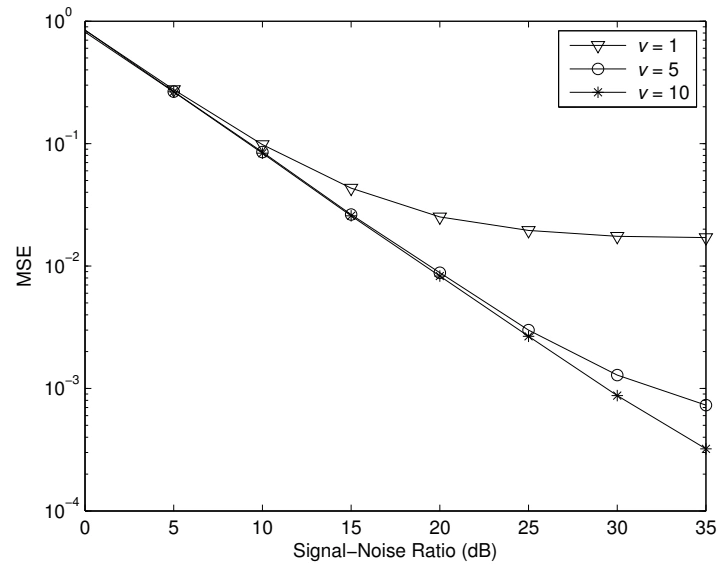 10^0
10^−1
10^−2
10^−3
10^−4
MSE
0 5 10 15 20 25 30 35
Signal−Noise Ratio (dB)
v = 1
v = 5
v = 10